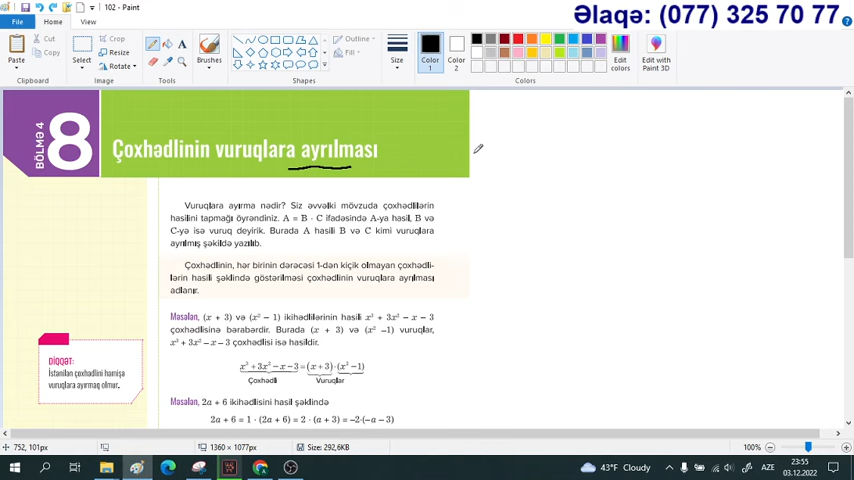 102 - Paint
Əlaqə: (077) 325 70 77
File
Home
View
Paste
Cut
Copy
Clipboard
Select
Crop
Resize
Rotate
Image
Tools
Brushes
Shapes
Outline
Fill
Size
Color 1
Color 2
Colors
Edit colors
Edit with Paint 3D
BÖLMƏ 4
8
Çoxhədlinin vuruqlara ayrılması
Vuruqlara ayırma nədir? Siz əvvəlki mövzuda çoxhədlilərin
hasilini tapmağı öyrəndiniz. A = B · C ifadəsində A-ya hasil, B və
C-yə isə vuruq deyirik. Burada A hasili B və C kimi vuruqlara
ayrılmış şəkildə yazılıb.
Çoxhədlinin, hər birinin dərəcəsi 1-dən kiçik olmayan çoxhədli-
lərin hasili şəklində göstərilməsi çoxhədlinin vuruqlara ayrılması
adlanır.
Məsələn, (x + 3) və (x² – 1) ikihədlilərinin hasili x³ + 3x² – x – 3
çoxhədlisinə bərabərdir. Burada (x + 3) və (x² –1) vuruqlar,
x³ + 3x² – x – 3 çoxhədlisi isə hasildir.
x³ + 3x² – x – 3 = (x + 3) · (x² – 1)
Çoxhədli Vuruqlar
DİQQƏT:
İstənilən çoxhədlini həmişə
vuruqlara ayırmaq olmur.
Məsələn, 2a + 6 ikihədlisini hasil şəklində
2a + 6 = 1 · (2a + 6) = 2 · (a + 3) = –2·(–a – 3)
752, 101px
1360 × 1077px
Size: 292,6KB
100%
43°F Cloudy
AZE
23:55
03.12.2022